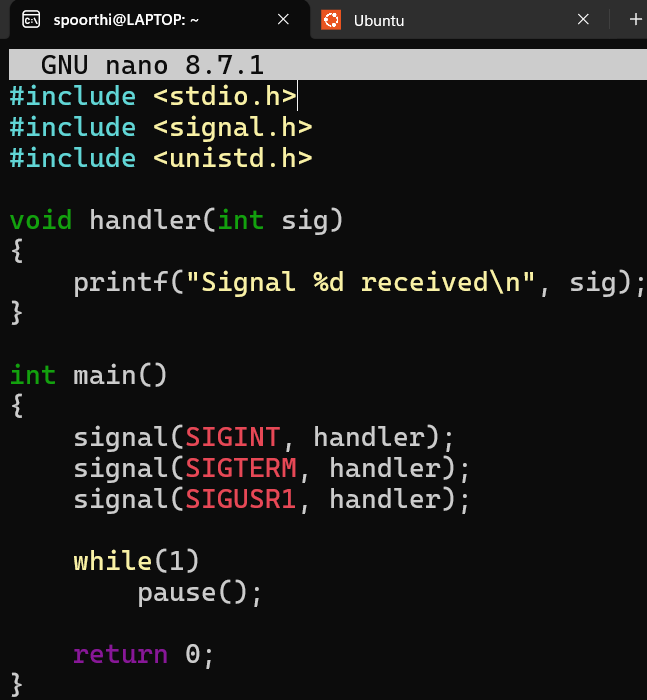 spoorthi@LAPTOP: ~ Ubuntu
GNU nano 8.7.1
#include <stdio.h>
#include <signal.h>
#include <unistd.h>

void handler(int sig)
{
    printf("Signal %d received\n", sig);
}

int main()
{
    signal(SIGINT, handler);
    signal(SIGTERM, handler);
    signal(SIGUSR1, handler);

    while(1)
        pause();

    return 0;
}